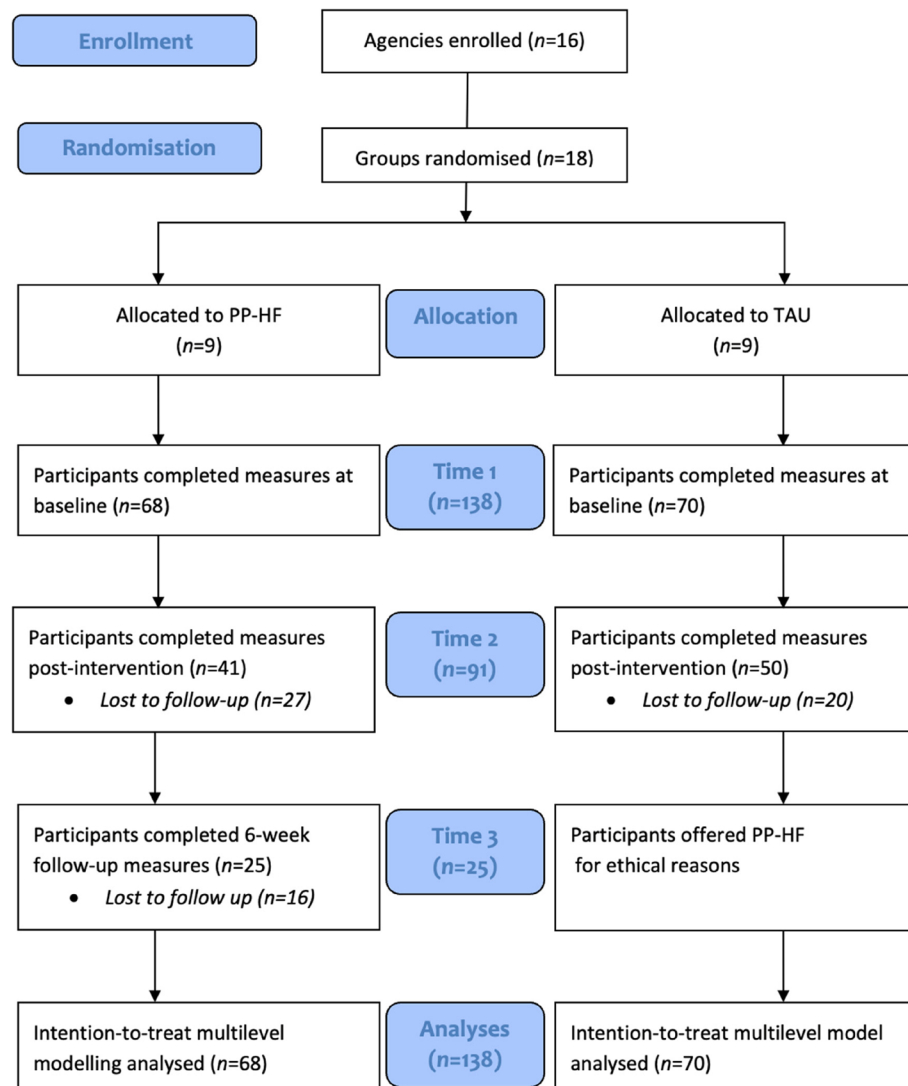 Enrollment
Agencies enrolled (n=16)
Randomisation
Groups randomised (n=18)
Allocated to PP-HF
(n=9)
Allocation
Allocated to TAU
(n=9)
Participants completed measures at
baseline (n=68)
Time 1
(n=138)
Participants completed measures at
baseline (n=70)
Participants completed measures
post-intervention (n=41)
• Lost to follow-up (n=27)
Time 2
(n=91)
Participants completed measures
post-intervention (n=50)
• Lost to follow-up (n=20)
Participants completed 6-week
follow-up measures (n=25)
• Lost to follow up (n=16)
Time 3
(n=25)
Participants offered PP-HF
for ethical reasons
Intention-to-treat multilevel
modelling analysed (n=68)
Analyses
(n=138)
Intention-to-treat multilevel model
analysed (n=70)